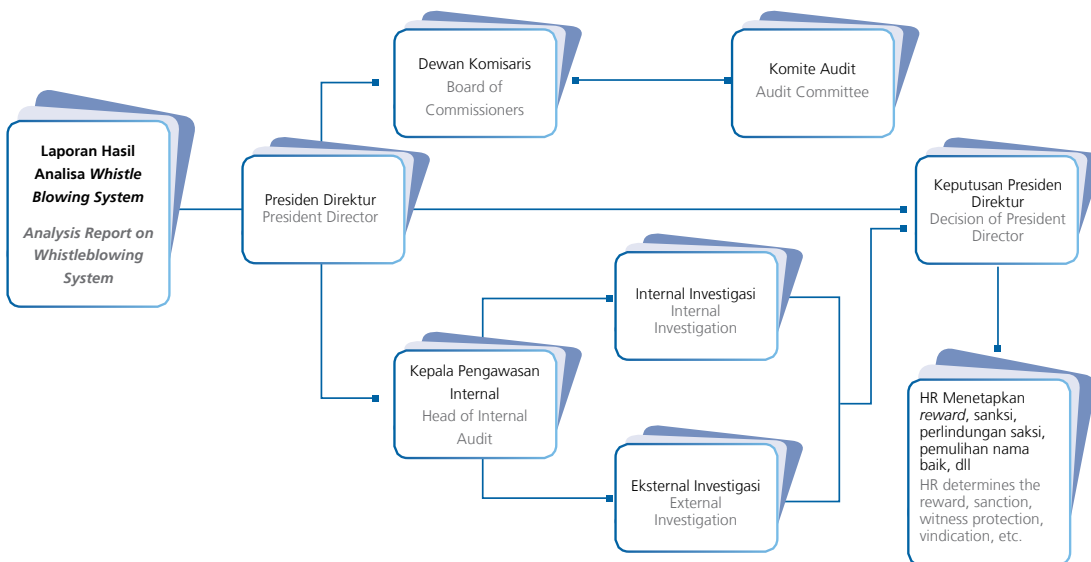 Laporan Hasil
Analisa Whistle
Blowing System
Analysis Report on
Whistleblowing
System
Presiden Direktur
President Director
Dewan Komisaris
Board of
Commissioners
Komite Audit
Audit Committee
Kepala Pengawasan
Internal
Head of Internal
Audit
Internal Investigasi
Internal
Investigation
Eksternal Investigasi
External
Investigation
Keputusan Presiden
Direktur
Decision of President
Director
HR Menetapkan
reward, sanksi,
perlindungan saksi,
pemulihan nama
baik, dll
HR determines the
reward, sanction,
witness protection,
vindication, etc.